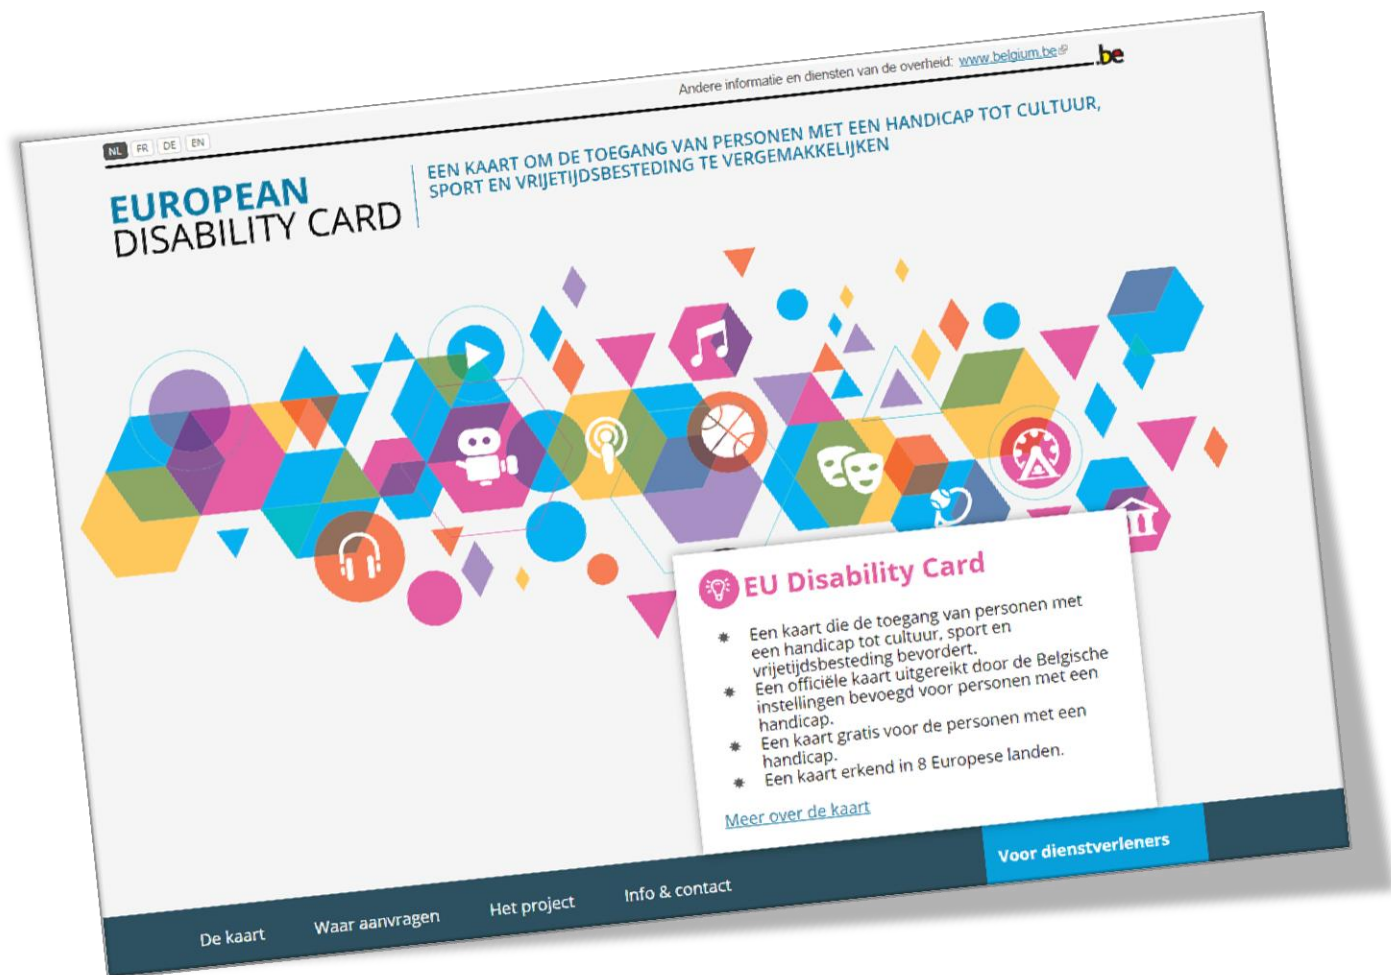 Andere informatie en diensten van de overheid: www.belgium.be
.be
NL FR DE EN
EUROPEAN
DISABILITY CARD
EEN KAART OM DE TOEGANG VAN PERSONEN MET EEN HANDICAP TOT CULTUUR,
SPORT EN VRIJETIJDSBESTEDING TE VERGEMAKKELIJKEN
EU Disability Card
Een kaart die de toegang van personen met
een handicap tot cultuur, sport en
vrijetijdsbesteding bevordert.
Een officiële kaart uitgereikt door de Belgische
instellingen bevoegd voor personen met een
handicap.
Een kaart gratis voor de personen met een
handicap.
Een kaart erkend in 8 Europese landen.
Meer over de kaart
De kaart Waar aanvragen Het project Info & contact Voor dienstverleners